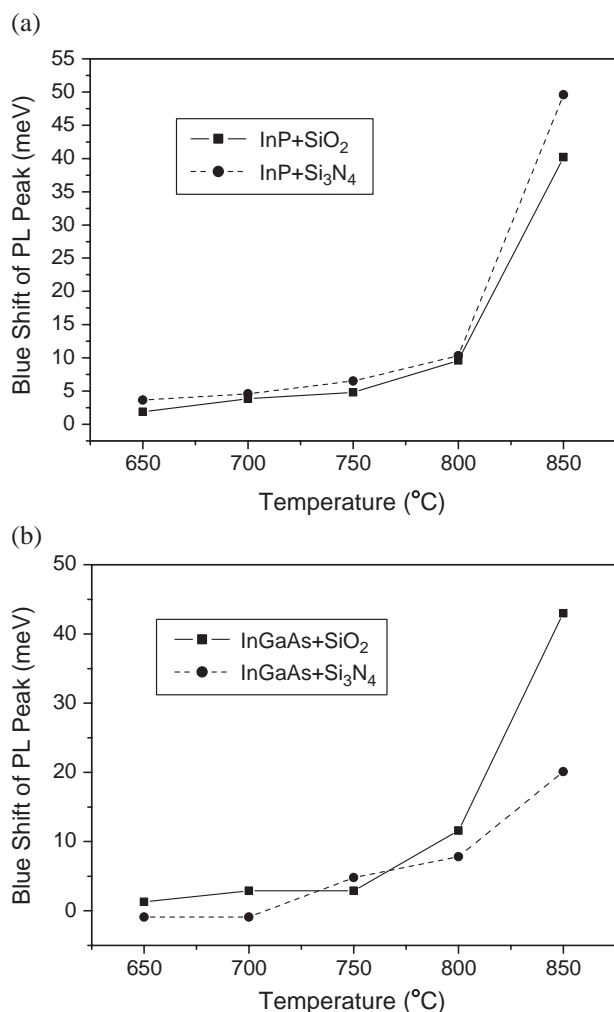 (a)
55
50
45
40
35
30
25
20
15
10
5
0
Blue Shift of PL Peak (meV)
InP+SiO₂
InP+Si₃N₄
650 700 750 800 850
Temperature (°C)
(b)
50
40
30
20
10
0
Blue Shift of PL Peak (meV)
InGaAs+SiO₂
InGaAs+Si₃N₄
650 700 750 800 850
Temperature (°C)